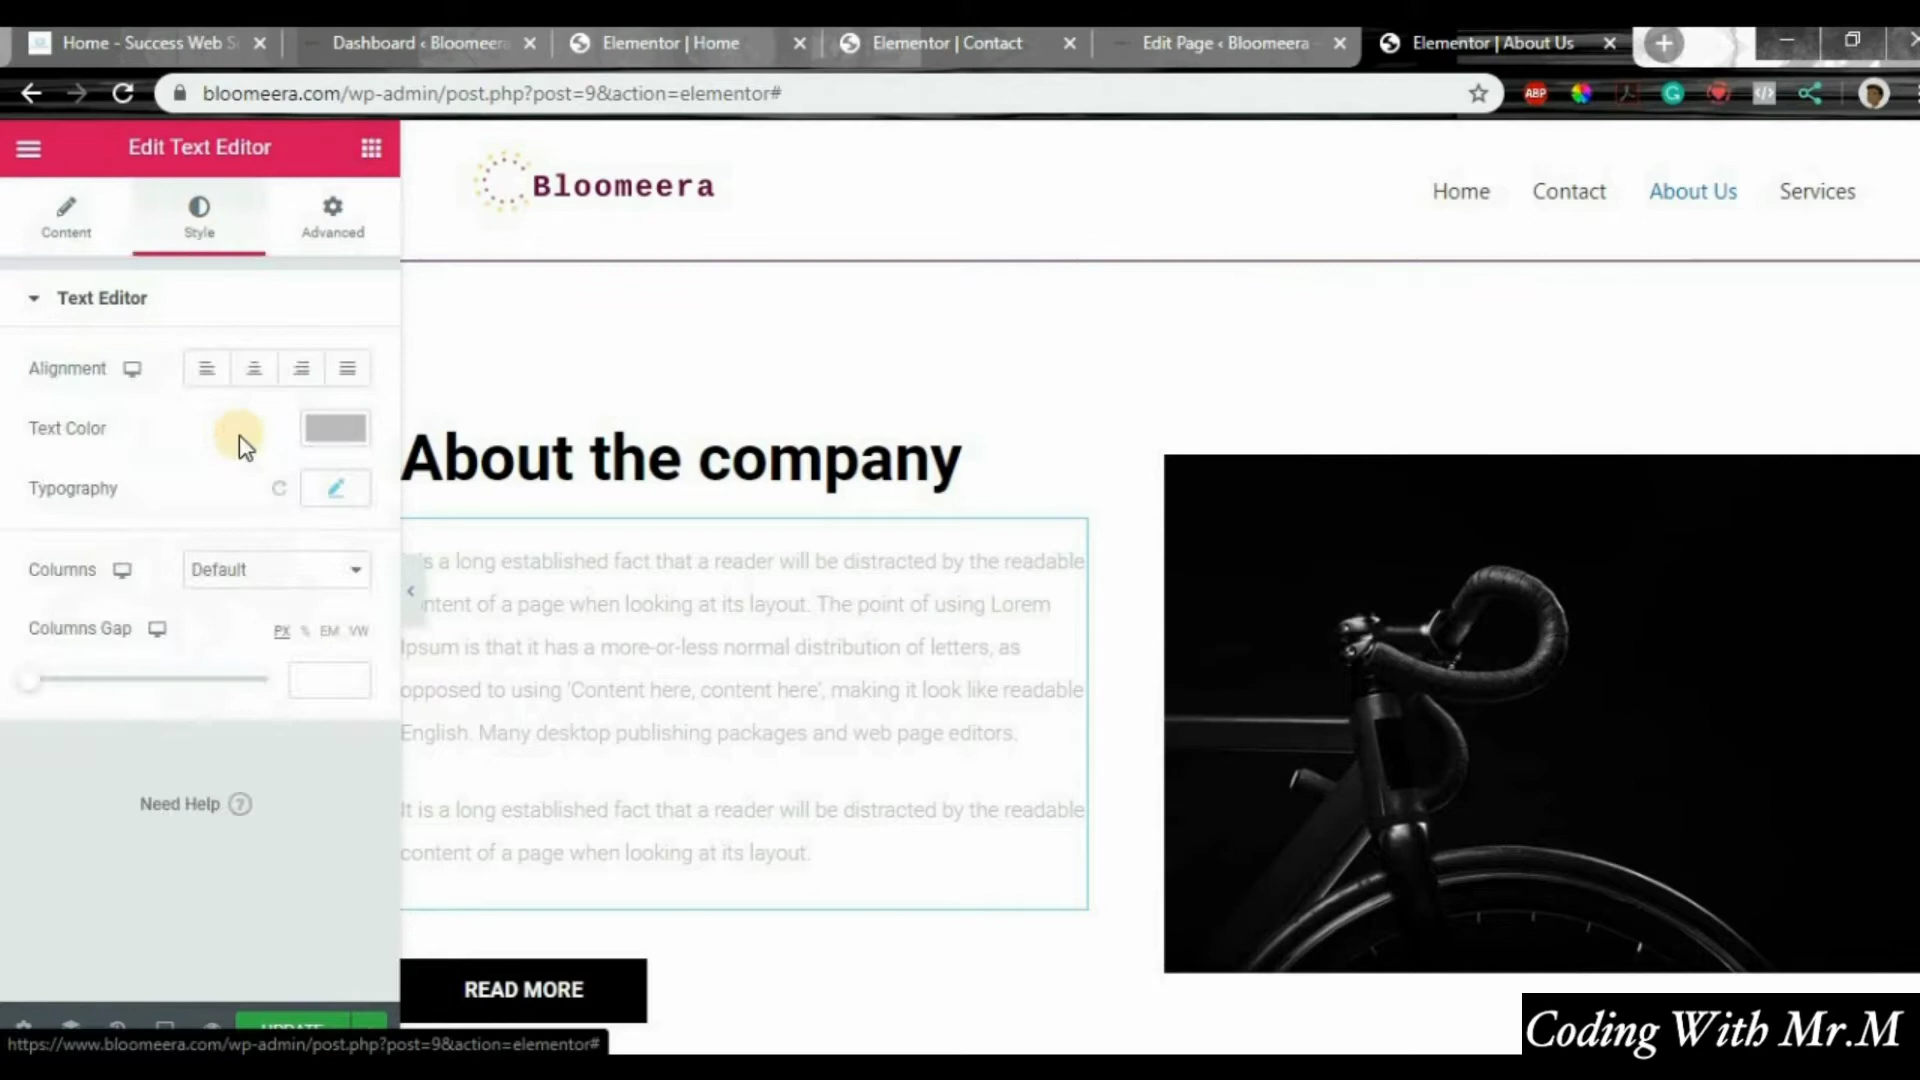 Home - Success Web S
Dashboard ‹ Bloomeera
Elementor | Home
Elementor | Contact
Edit Page ‹ Bloomeera
Elementor | About Us
bloomeera.com/wp-admin/post.php?post=9&action=elementor#
ABP
Edit Text Editor
Content
Style
Advanced
Bloomeera
Home
Contact
About Us
Services
Text Editor
Alignment
Text Color
Typography
Columns
Default
Columns Gap
PX % EM VW
Need Help ?
About the company
is a long established fact that a reader will be distracted by the readable
ntent of a page when looking at its layout. The point of using Lorem
Ipsum is that it has a more-or-less normal distribution of letters, as
opposed to using 'Content here, content here', making it look like readable
English. Many desktop publishing packages and web page editors.
It is a long established fact that a reader will be distracted by the readable
content of a page when looking at its layout.
READ MORE
UPDATE
https://www.bloomeera.com/wp-admin/post.php?post=9&action=elementor#
Coding With Mr.M